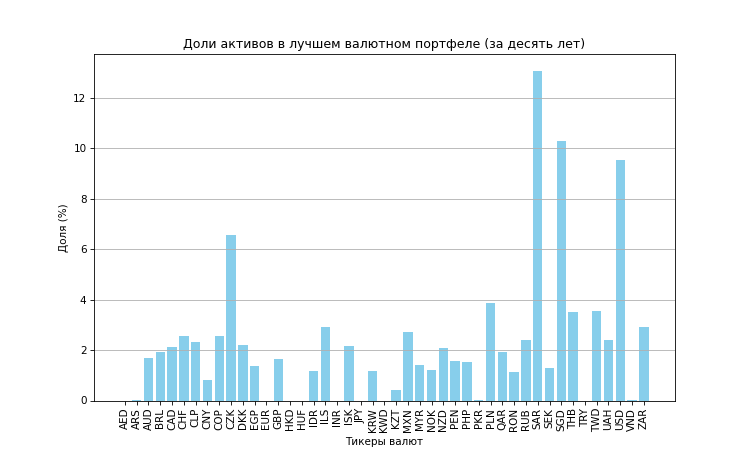 Доли активов в лучшем валютном портфеле (за десять лет)
Доля (%)
12
10
8
6
4
2
0
AED ARS AUD BRL CAD CHF CLP CNY COP CZK DKK EGP EUR GBP HKD HUF IDR ILS INR ISK JPY KRW KWD KZT MXN MYR NOK NZD PEN PHP PKR PLN QAR RON RUB SAR SEK SGD THB TRY TWD UAH USD VND ZAR
Тикеры валют